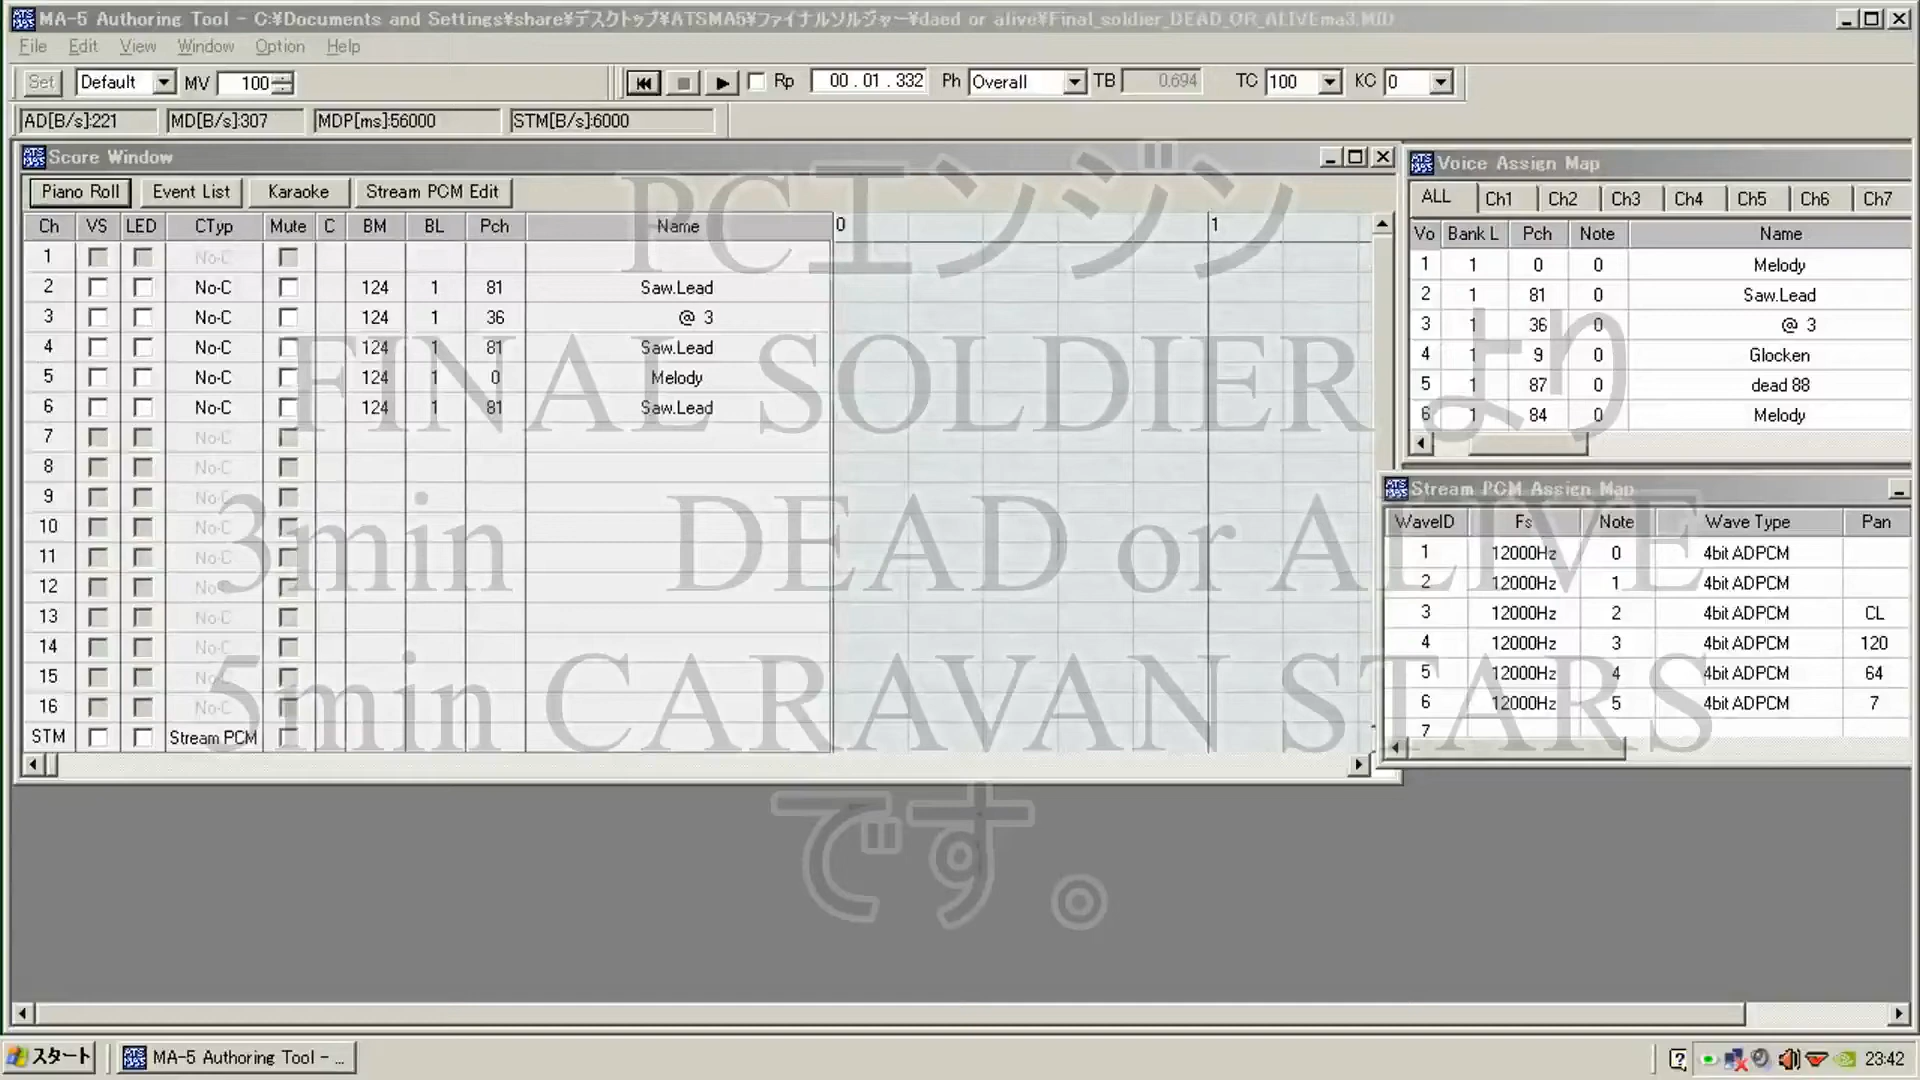 MA-5 Authoring Tool - C:¥Documents and Settings¥share¥デスクトップ¥ATSMA5¥ファイナルソルジャー¥daed or alive¥Final_soldier_DEAD_OR_ALIVEma3.MID
File Edit View Window Option Help
Set Default MV 100 Rp 00 . 01 . 332 Ph Overall TB 0.694 TC 100 KC 0
AD[B/s]:221 MD[B/s]:307 MDP[ms]:56000 STM[B/s]:6000
Score Window
Piano Roll Event List Karaoke Stream PCM Edit
Ch VS LED CTyp Mute C BM BL Pch Name 0 1
1 No-C
2 No-C 124 1 81 Saw.Lead
3 No-C 124 1 36 @ 3
4 No-C 124 1 81 Saw.Lead
5 No-C 124 1 0 Melody
6 No-C 124 1 81 Saw.Lead
7 No-C
8 No-C
9 No-C
10 No-C
11 No-C
12 No-C
13 No-C
14 No-C
15 No-C
16 No-C
STM Stream PCM
Voice Assign Map
ALL Ch1 Ch2 Ch3 Ch4 Ch5 Ch6 Ch7
Vo Bank L Pch Note Name
1 1 0 0 Melody
2 1 81 0 Saw.Lead
3 1 36 0 @ 3
4 1 9 0 Glocken
5 1 87 0 dead 88
6 1 84 0 Melody
Stream PCM Assign Map
WaveID Fs Note Wave Type Pan
1 12000Hz 0 4bit ADPCM
2 12000Hz 1 4bit ADPCM
3 12000Hz 2 4bit ADPCM CL
4 12000Hz 3 4bit ADPCM 120
5 12000Hz 4 4bit ADPCM 64
6 12000Hz 5 4bit ADPCM 7
7
PCエンジン
FINAL SOLDIER より
3min DEAD or ALIVE
5min CARAVAN STARS
です。
スタート MA-5 Authoring Tool - ... 23:42